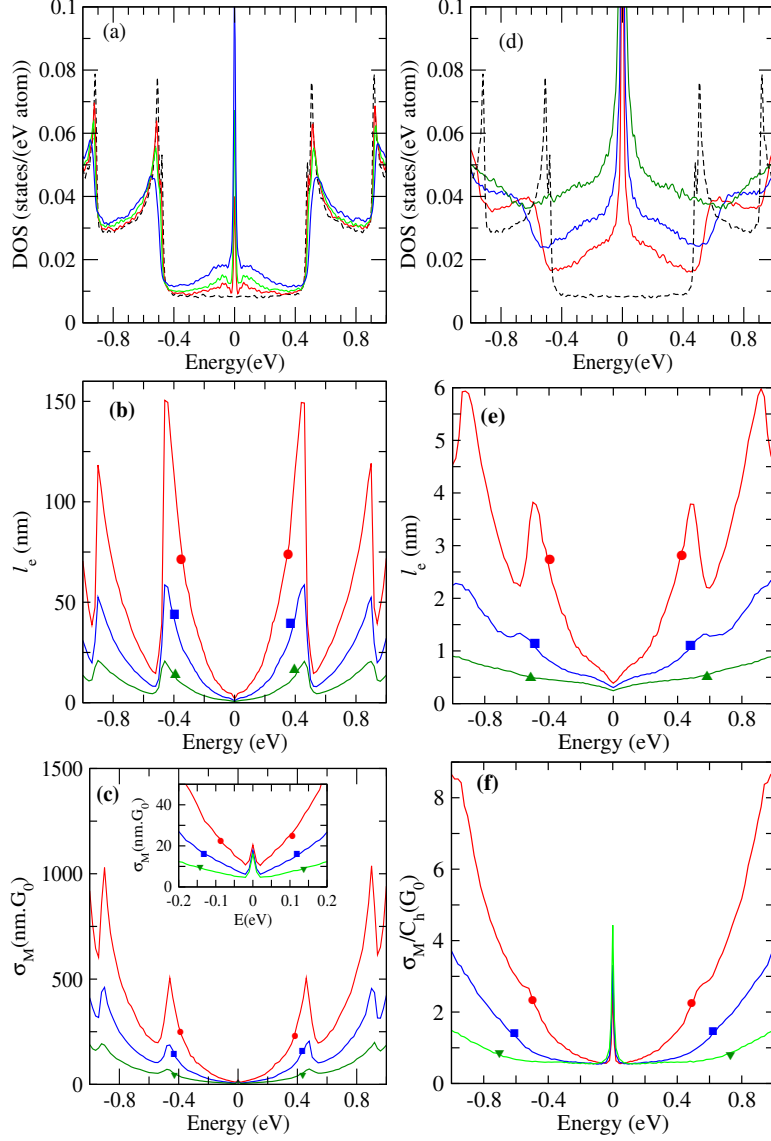 (a)
DOS (states/(eV atom))
0.1
0.08
0.06
0.04
0.02
0
-0.8 -0.4 0 0.4 0.8
Energy(eV)
(d)
DOS (states/(eV atom))
0.1
0.08
0.06
0.04
0.02
0
-0.8 -0.4 0 0.4 0.8
Energy(eV)
(b)
l_e (nm)
150
125
100
75
50
25
0
-0.8 -0.4 0 0.4 0.8
Energy (eV)
(e)
l_e (nm)
6
5
4
3
2
1
0
-0.8 -0.4 0 0.4 0.8
Energy (eV)
(c)
σ_M(nm.G_0)
1500
1000
500
0
-0.8 -0.4 0 0.4 0.8
Energy (eV)
σ_M(nm.G_0)
40
20
0
-0.2 -0.1 0 0.1 0.2
E(eV)
(f)
σ_M/C_h(G_0)
8
6
4
2
0
-0.8 -0.4 0 0.4 0.8
Energy (eV)